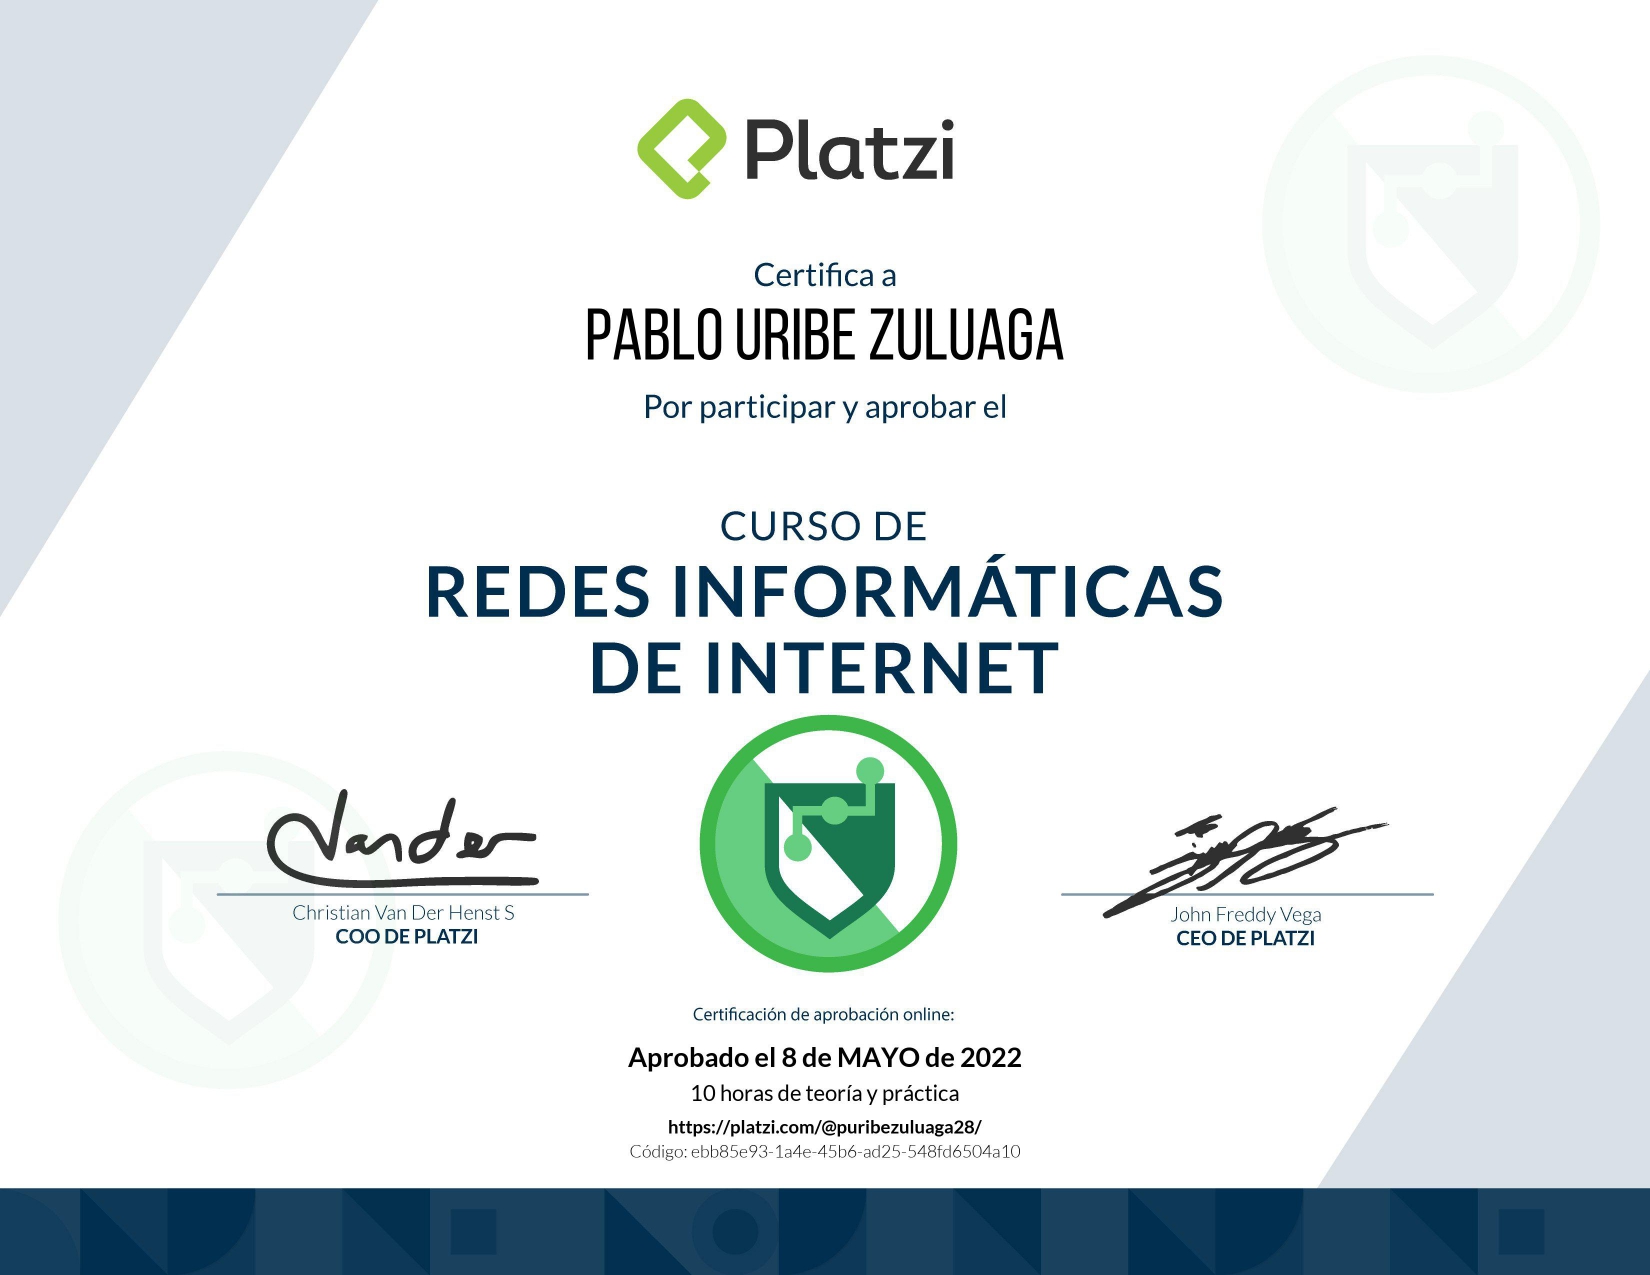 Platzi
Certifica a
PABLO URIBE ZULUAGA
Por participar y aprobar el
CURSO DE
REDES INFORMÁTICAS
DE INTERNET
Vander
Christian Van Der Henst S
COO DE PLATZI
John Freddy Vega
CEO DE PLATZI
Certificación de aprobación online:
Aprobado el 8 de MAYO de 2022
10 horas de teoría y práctica
https://platzi.com/@puribezuluaga28/
Código: ebb85e93-1a4e-45b6-ad25-548fd6504a10